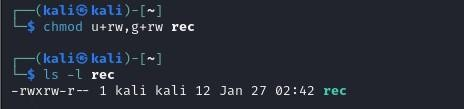 ┌──(kali㉿kali)-[~]
└─$ chmod u+rw,g+rw rec
┌──(kali㉿kali)-[~]
└─$ ls -l rec
-rwxrw-r-- 1 kali kali 12 Jan 27 02:42 rec